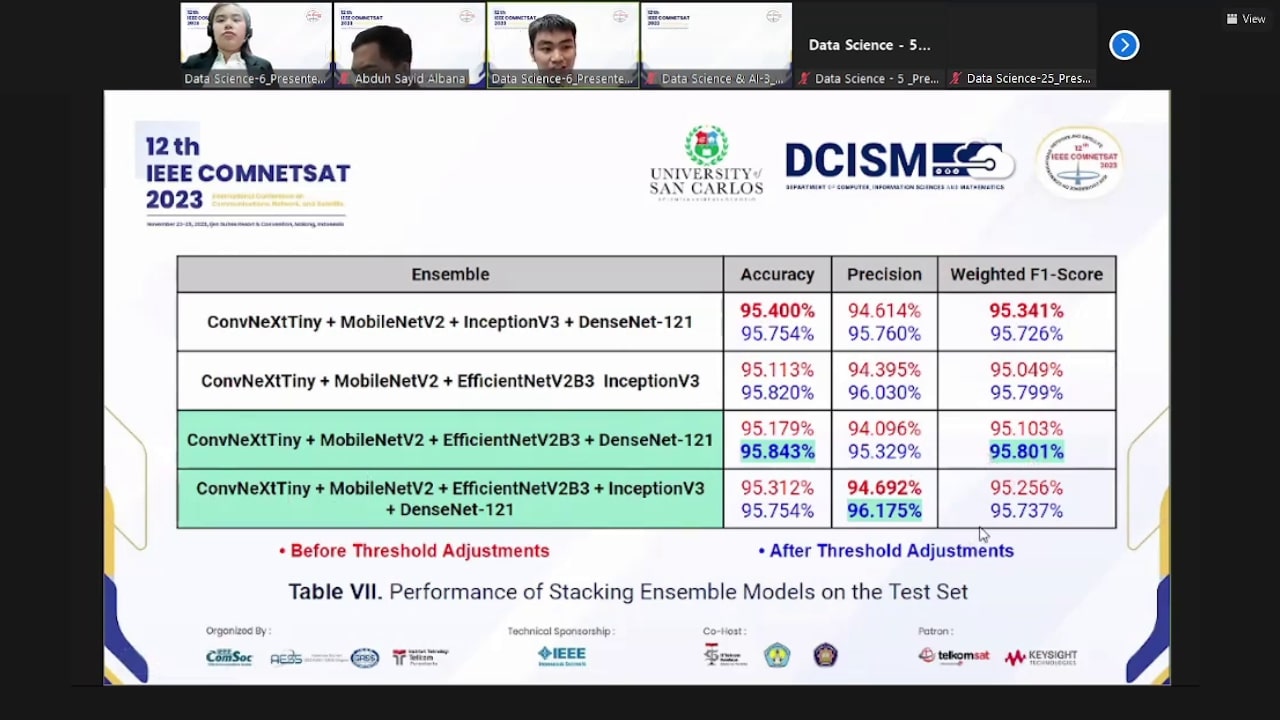 View
Data Science-6_Presente...
Abduh Sayid Albana
Data Science-6_Presente...
Data Science & AI-3_...
Data Science - 5...
Data Science - 5 _Pre...
Data Science-25_Pres...
12 th
IEEE COMNETSAT
2023
International Conference on
Communications, Network, and Satellite
UNIVERSITY of
SAN CARLOS
DCISM
DEPARTMENT OF COMPUTER, INFORMATION SCIENCES AND MATHEMATICS
12th
IEEE COMNETSAT
2023
Ensemble Accuracy Precision Weighted F1-Score
ConvNeXtTiny + MobileNetV2 + InceptionV3 + DenseNet-121 95.400% 94.614% 95.341%
95.754% 95.760% 95.726%
ConvNeXtTiny + MobileNetV2 + EfficientNetV2B3 InceptionV3 95.113% 94.395% 95.049%
95.820% 96.030% 95.799%
ConvNeXtTiny + MobileNetV2 + EfficientNetV2B3 + DenseNet-121 95.179% 94.096% 95.103%
95.843% 95.329% 95.801%
ConvNeXtTiny + MobileNetV2 + EfficientNetV2B3 + InceptionV3 95.312% 94.692% 95.256%
+ DenseNet-121 95.754% 96.175% 95.737%
• Before Threshold Adjustments • After Threshold Adjustments
Table VII. Performance of Stacking Ensemble Models on the Test Set
Organized By : Technical Sponsorship : Co-Host : Patron :
IEEE
ComSoc
AESS
GRSS
Telkom
IEEE
telkomsat
KEYSIGHT
TECHNOLOGIES